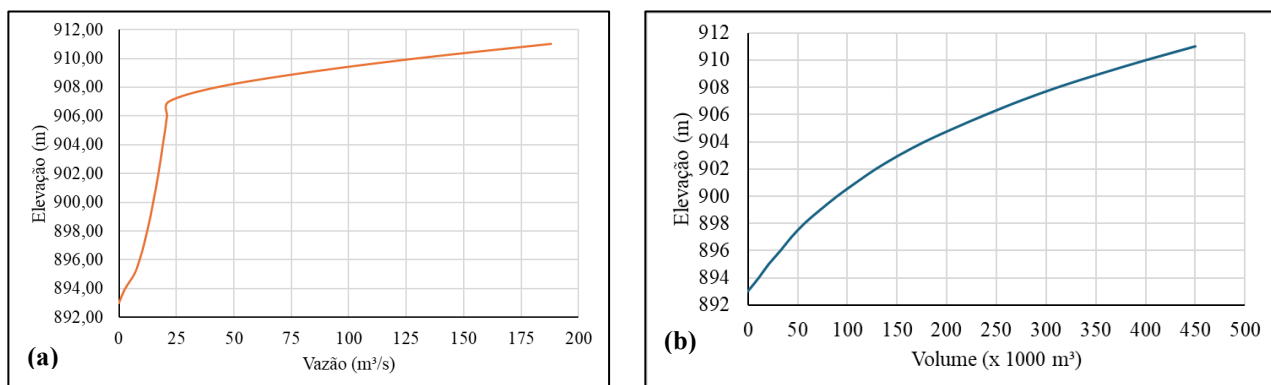 912,00
910,00
908,00
906,00
904,00
902,00
900,00
898,00
896,00
894,00
892,00
Elevação (m)
0 25 50 75 100 125 150 175 200
Vazão (m³/s)
(a)
912
910
908
906
904
902
900
898
896
894
892
Elevação (m)
0 50 100 150 200 250 300 350 400 450 500
Volume (x 1000 m³)
(b)